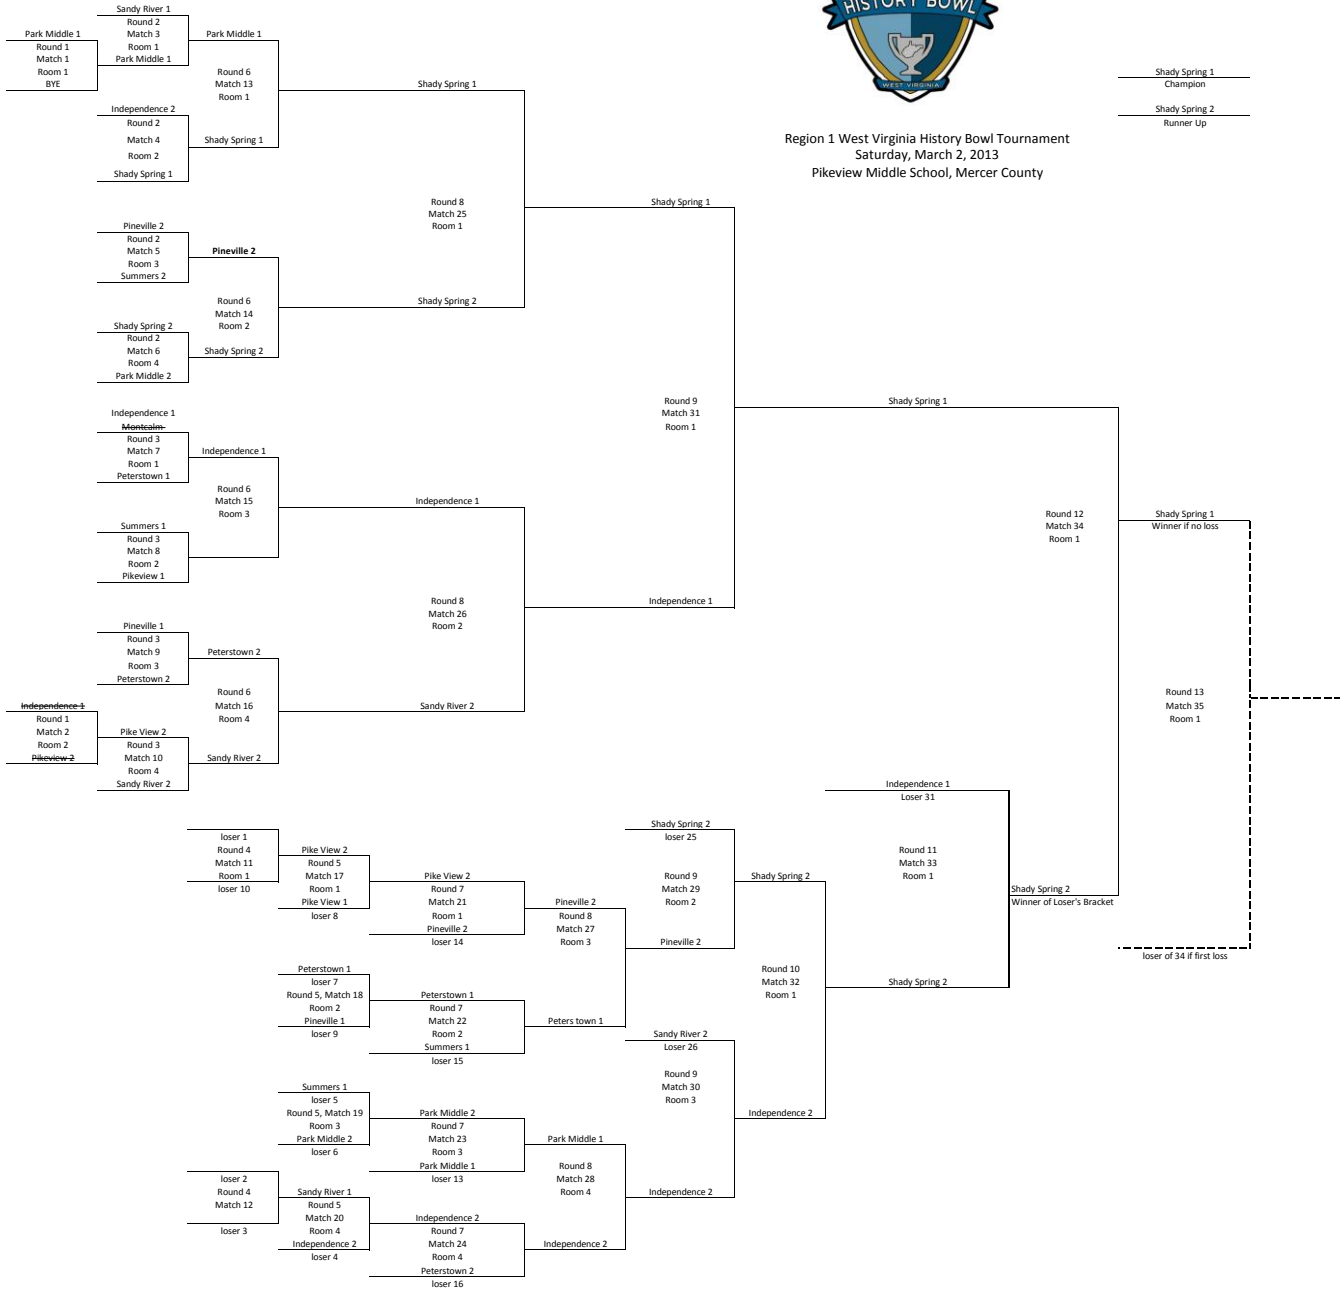 HISTORY BOWL
WEST VIRGINIA
Region 1 West Virginia History Bowl Tournament
Saturday, March 2, 2013
Pikeview Middle School, Mercer County
Shady Spring 1
Champion
Shady Spring 2
Runner Up
Park Middle 1
Round 1
Match 1
Room 1
BYE
Sandy River 1
Round 2
Match 3
Room 1
Park Middle 1
Park Middle 1
Round 6
Match 13
Room 1
Independence 2
Round 2
Match 4
Room 2
Shady Spring 1
Shady Spring 1
Shady Spring 1
Round 8
Match 25
Room 1
Pineville 2
Round 2
Match 5
Room 3
Summers 2
Pineville 2
Round 6
Match 14
Room 2
Shady Spring 2
Round 2
Match 6
Room 4
Park Middle 2
Shady Spring 2
Shady Spring 2
Shady Spring 1
Round 9
Match 31
Room 1
Independence 1
Montcalm
Round 3
Match 7
Room 1
Peterstown 1
Independence 1
Round 6
Match 15
Room 3
Summers 1
Round 3
Match 8
Room 2
Pikeview 1
Independence 1
Round 8
Match 26
Room 2
Pineville 1
Round 3
Match 9
Room 3
Peterstown 2
Peterstown 2
Round 6
Match 16
Room 4
Independence 1
Round 1
Match 2
Room 2
Pikeview 2
Pike View 2
Round 3
Match 10
Room 4
Sandy River 2
Sandy River 2
Sandy River 2
Independence 1
Shady Spring 1
Round 12
Match 34
Room 1
Shady Spring 1
Winner if no loss
Round 13
Match 35
Room 1
loser of 34 if first loss
loser 1
Round 4
Match 11
Room 1
loser 10
Pike View 2
Round 5
Match 17
Room 1
Pike View 1
loser 8
Pike View 2
Round 7
Match 21
Room 1
Pineville 2
loser 14
Pineville 2
Round 8
Match 27
Room 3
Peterstown 1
loser 7
Round 5, Match 18
Room 2
Pineville 1
loser 9
Peterstown 1
Round 7
Match 22
Room 2
Summers 1
loser 15
Peters town 1
Shady Spring 2
loser 25
Round 9
Match 29
Room 2
Pineville 2
Shady Spring 2
Round 10
Match 32
Room 1
Summers 1
loser 5
Round 5, Match 19
Room 3
Park Middle 2
loser 6
Park Middle 2
Round 7
Match 23
Room 3
Park Middle 1
loser 13
Park Middle 1
Round 8
Match 28
Room 4
loser 2
Round 4
Match 12
loser 3
Sandy River 1
Round 5
Match 20
Room 4
Independence 2
loser 4
Independence 2
Round 7
Match 24
Room 4
Peterstown 2
loser 16
Independence 2
Sandy River 2
Loser 26
Round 9
Match 30
Room 3
Independence 2
Independence 2
Independence 1
Loser 31
Round 11
Match 33
Room 1
Shady Spring 2
Shady Spring 2
Winner of Loser's Bracket